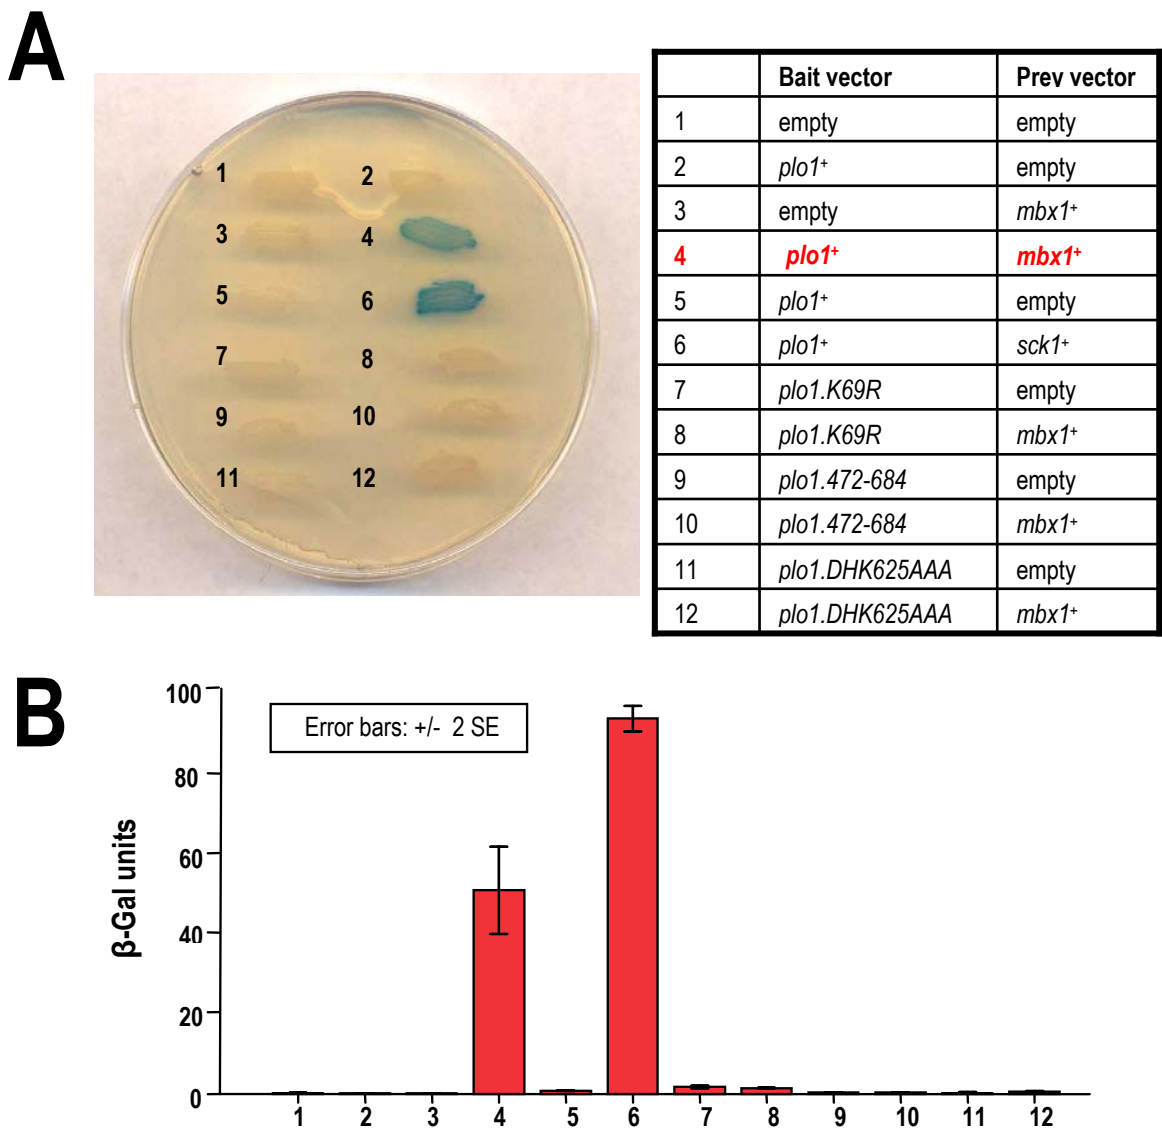 A
1 2
3 4
5 6
7 8
9 10
11 12
Bait vector Prev vector
1 empty empty
2 plo1+ empty
3 empty mbx1+
4 plo1+ mbx1+
5 plo1+ empty
6 plo1+ sck1+
7 plo1.K69R empty
8 plo1.K69R mbx1+
9 plo1.472-684 empty
10 plo1.472-684 mbx1+
11 plo1.DHK625AAA empty
12 plo1.DHK625AAA mbx1+
B
Error bars: +/- 2 SE
β-Gal units
100
80
60
40
20
0
1 2 3 4 5 6 7 8 9 10 11 12